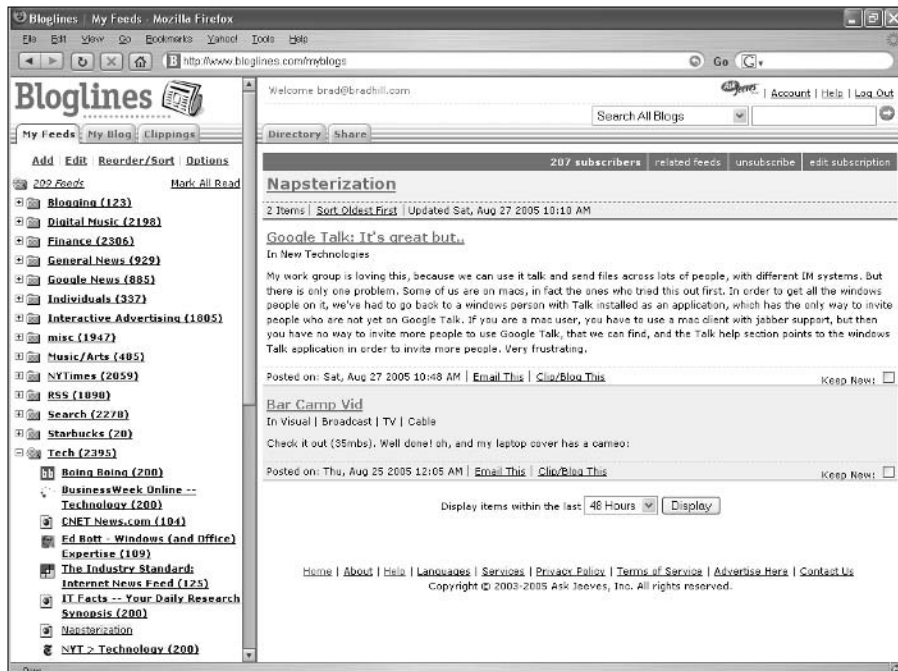 Bloglines | My Feeds - Mozilla Firefox
File Edit View Go Bookmarks Yahoo! Tools Help
B http://www.bloglines.com/myblogs Go G
Bloglines
My Feeds My Blog Clippings
Add | Edit | Reorder/Sort | Options
209 Feeds Mark All Read
Blogging (123)
Digital Music (2198)
Finance (2306)
General News (929)
Google News (885)
Individuals (337)
Interactive Advertising (1805)
misc (1947)
Music/Arts (485)
NYTimes (2059)
RSS (1898)
Search (2278)
Starbucks (20)
Tech (2395)
bb Boing Boing (200)
BusinessWeek Online --
Technology (200)
CNET News.com (104)
Ed Bott - Windows (and Office)
Expertise (109)
The Industry Standard:
Internet News Feed (125)
IT Facts -- Your Daily Research
Synopsis (200)
Napsterization
NYT > Technology (200)
Welcome brad@bradhill.com
Ask Jeeves | Account | Help | Log Out
Search All Blogs
Directory Share
207 subscribers | related feeds | unsubscribe | edit subscription
Napsterization
2 Items | Sort Oldest First | Updated Sat, Aug 27 2005 10:10 AM
Google Talk: It's great but..
In New Technologies
My work group is loving this, because we can use it talk and send files across lots of people, with different IM systems. But
there is only one problem. Some of us are on macs, in fact the ones who tried this out first. In order to get all the windows
people on it, we've had to go back to a windows person with Talk installed as an application, which has the only way to invite
people who are not yet on Google Talk. If you are a mac user, you have to use a mac client with jabber support, but then
you have no way to invite more people to use Google Talk, that we can find, and the Talk help section points to the windows
Talk application in order to invite more people. Very frustrating.
Posted on: Sat, Aug 27 2005 10:48 AM | Email This | Clip/Blog This Keep New:
Bar Camp Vid
In Visual | Broadcast | TV | Cable
Check it out (35mbs). Well done! oh, and my laptop cover has a cameo:
Posted on: Thu, Aug 25 2005 12:05 AM | Email This | Clip/Blog This Keep New:
Display items within the last 48 Hours Display
Home | About | Help | Languages | Services | Privacy Policy | Terms of Service | Advertise Here | Contact Us
Copyright © 2003-2005 Ask Jeeves, Inc. All rights reserved.